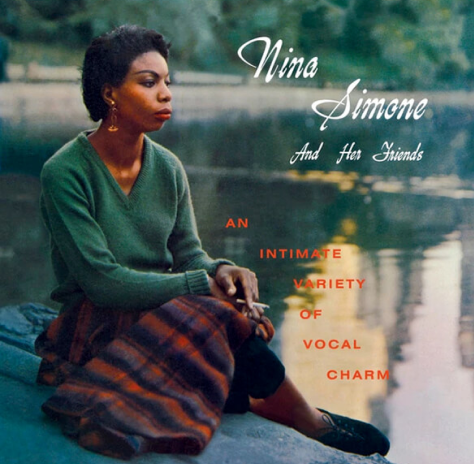 Nina
Simone
And Her Friends
AN
INTIMATE
VARIETY
OF
VOCAL
CHARM